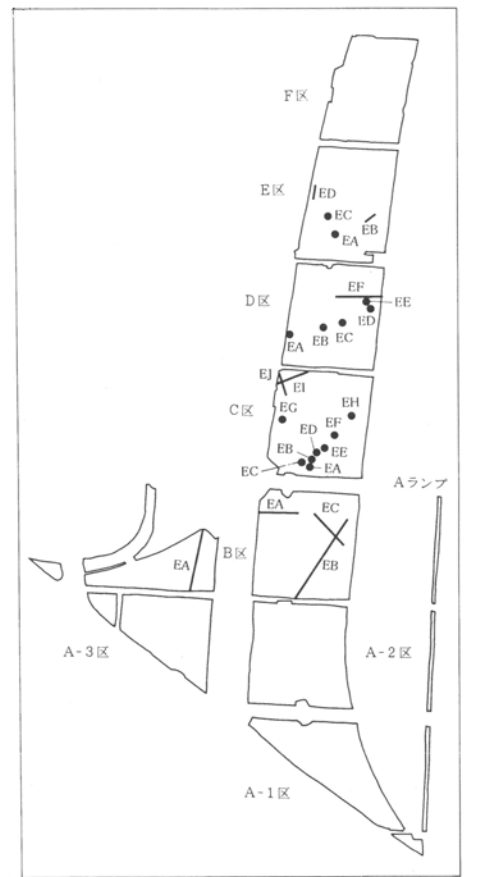 F区
E区
ED
EC
EB
EA
D区
EF
EE
ED
EC
EB
EA
EJ
EI
C区
EG
EH
EF
ED
EB
EE
EC
EA
Aランプ
EA
EC
B区
EA
EB
A-3区
A-2区
A-1区